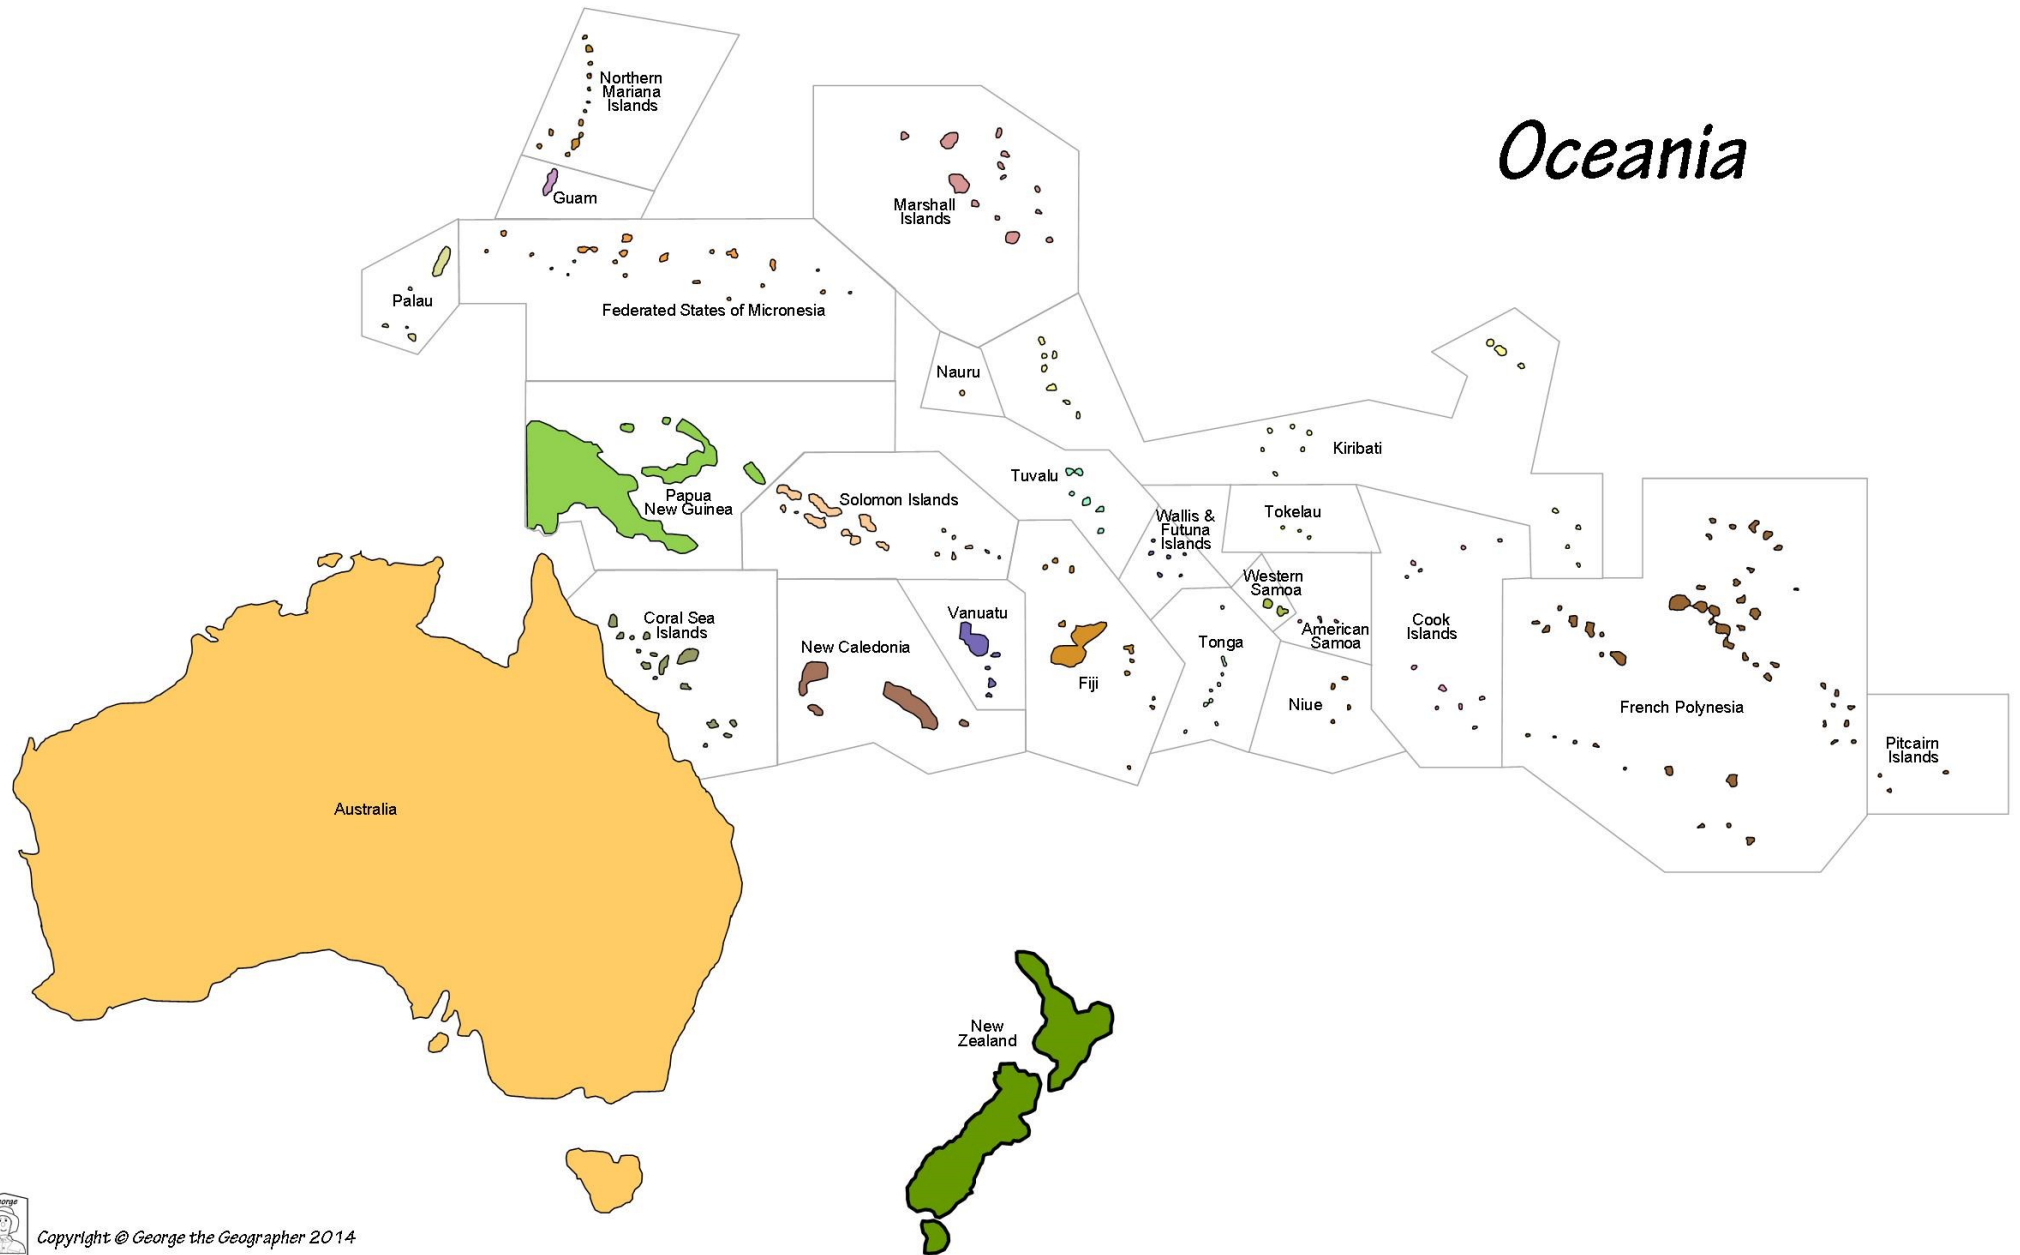 Oceania
Northern
Mariana
Islands
Guam
Marshall
Islands
Palau
Federated States of Micronesia
Nauru
Kiribati
Papua
New Guinea
Solomon Islands
Tuvalu
Wallis &
Futuna
Islands
Tokelau
Western
Samoa
American
Samoa
Cook
Islands
Coral Sea
Islands
New Caledonia
Vanuatu
Fiji
Tonga
Niue
French Polynesia
Pitcairn
Islands
Australia
New
Zealand
Copyright © George the Geographer 2014